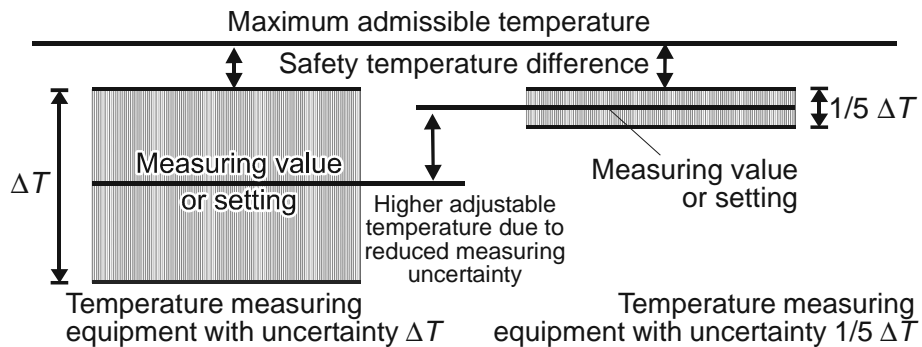 Maximum admissible temperature
Safety temperature difference
ΔT
Measuring value
or setting
Higher adjustable
temperature due to
reduced measuring
uncertainty
1/5 ΔT
Measuring value
or setting
Temperature measuring
equipment with uncertainty ΔT
Temperature measuring
equipment with uncertainty 1/5 ΔT